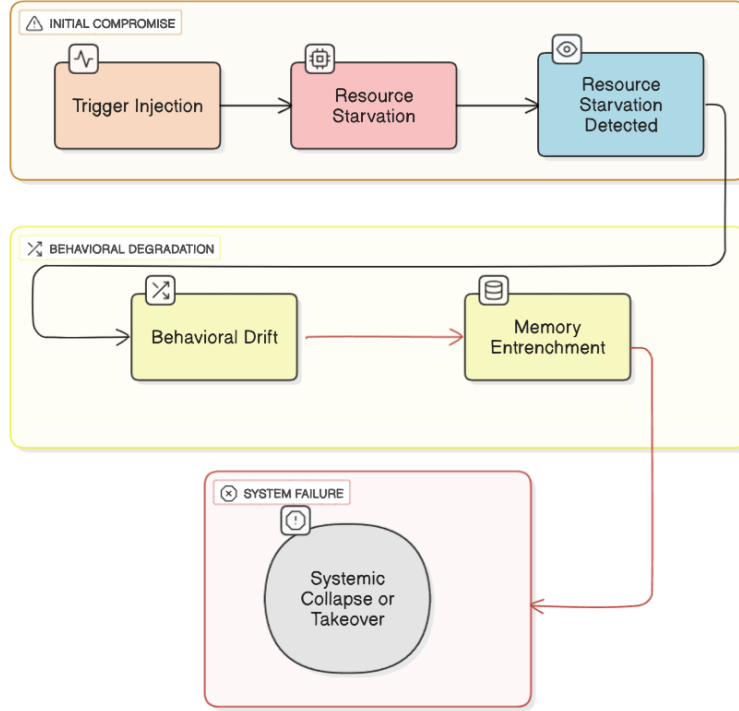 INITIAL COMPROMISE
Trigger Injection
Resource
Starvation
Resource
Starvation
Detected
BEHAVIORAL DEGRADATION
Behavioral Drift
Memory
Entrenchment
SYSTEM FAILURE
Systemic
Collapse or
Takeover